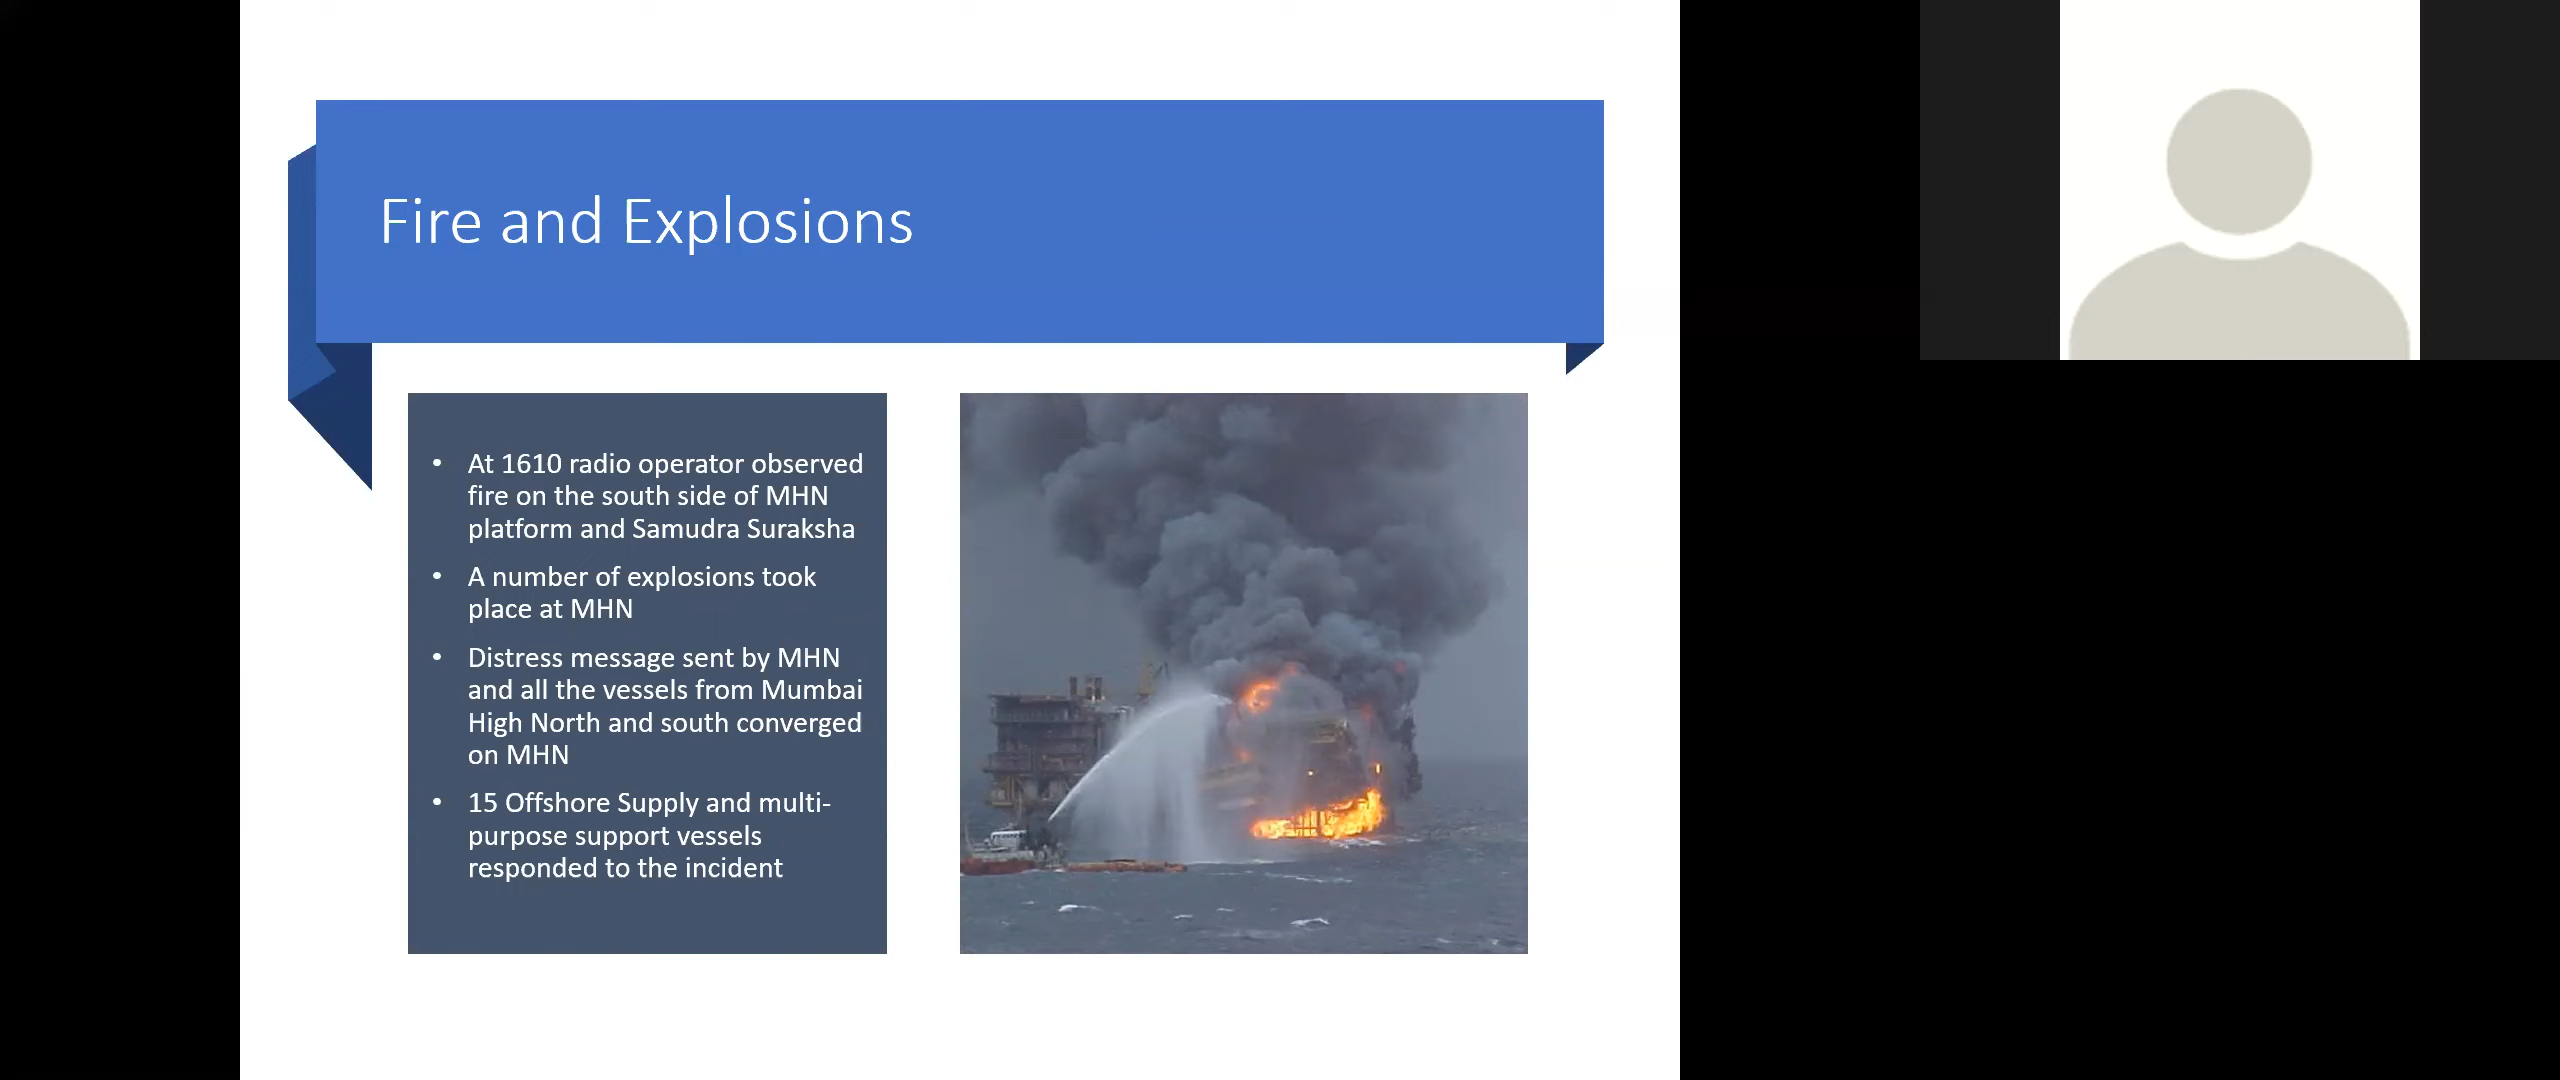 Fire and Explosions
• At 1610 radio operator observed
fire on the south side of MHN
platform and Samudra Suraksha
• A number of explosions took
place at MHN
• Distress message sent by MHN
and all the vessels from Mumbai
High North and south converged
on MHN
• 15 Offshore Supply and multi-
purpose support vessels
responded to the incident